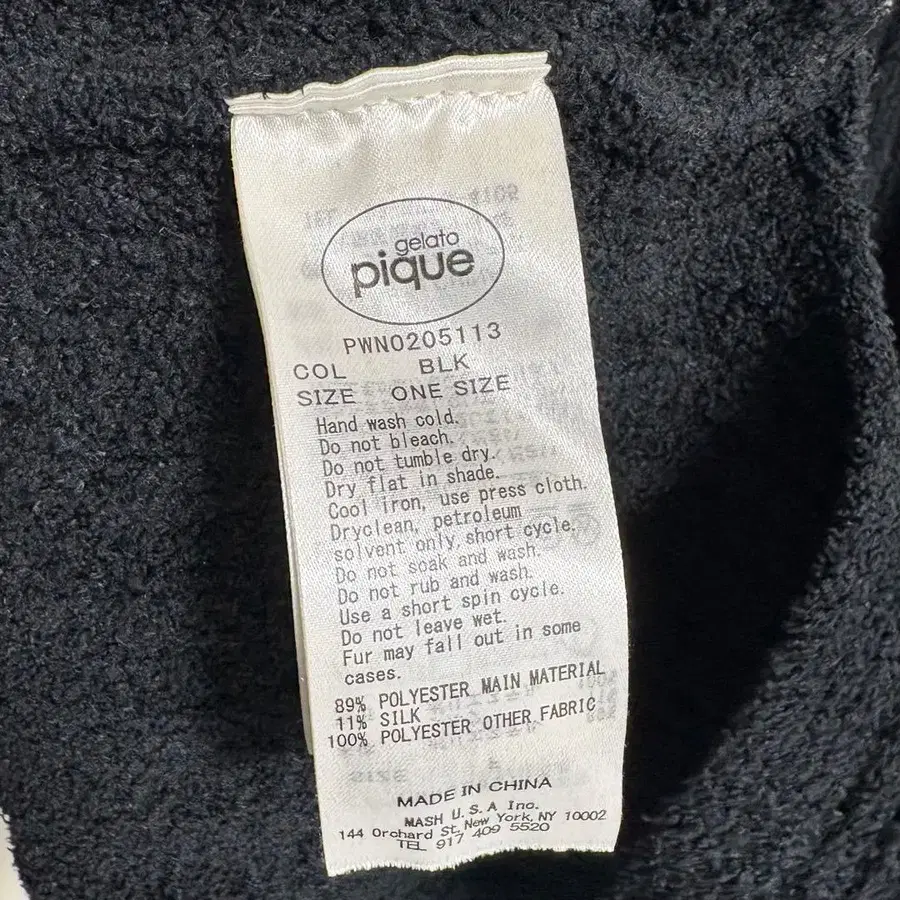 gelato
pique
PWNO205113
COL BLK
SIZE ONE SIZE
Hand wash cold.
Do not bleach.
Do not tumble dry.
Dry flat in shade.
Cool iron, use press cloth.
Dryclean, petroleum
solvent only, short cycle.
Do not soak and wash.
Do not rub and wash.
Use a short spin cycle.
Do not leave wet.
Fur may fall out in some
cases.
89% POLYESTER MAIN MATERIAL
11% SILK
100% POLYESTER OTHER FABRIC
MADE IN CHINA
MASH U.S.A Inc.
144 Orchard St, New York, NY 10002
TEL 917 409 5520